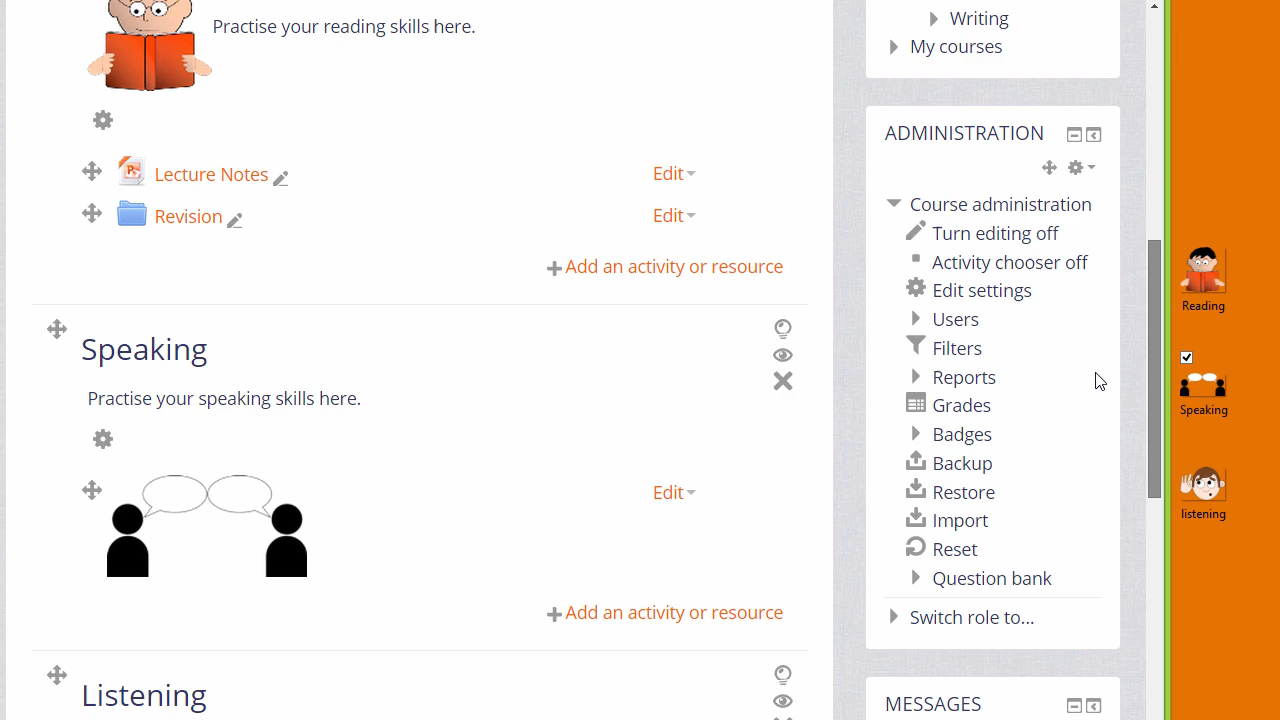 Practise your reading skills here.
Lecture Notes
Edit
Revision
Edit
Add an activity or resource
Speaking
Practise your speaking skills here.
Edit
Add an activity or resource
Listening
Writing
My courses
ADMINISTRATION
Course administration
Turn editing off
Activity chooser off
Edit settings
Users
Filters
Reports
Grades
Badges
Backup
Restore
Import
Reset
Question bank
Switch role to...
MESSAGES
Reading
Speaking
listening